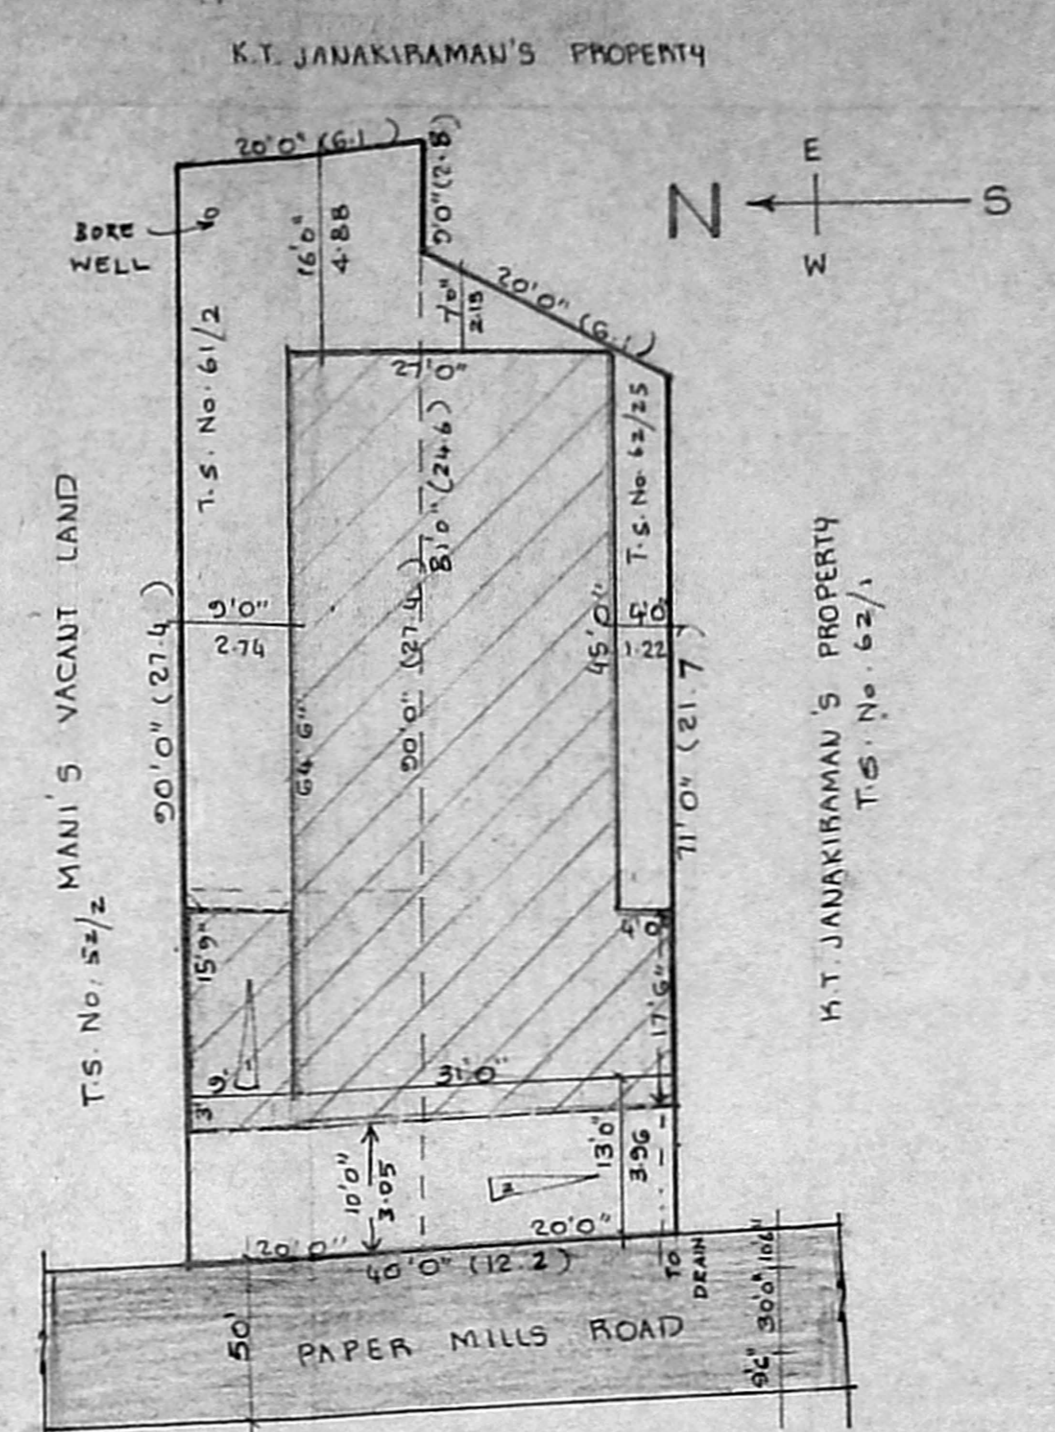 K.T. JANAKIRAMAN'S PROPERTY
20'0" (6.1)
9'0" (2.8)
E
N
S
W
BORE
WELL
16'0"
4.88
7'0"
2.15
20'0" (6.1)
27'0"
T.S. No: 61/2
81'0" (24.6)
T.S. No 62/25
MANI'S VACANT LAND
T.S. No: 52/2
90'0" (27.4)
9'0"
2.74
64'6"
90'0" (27.4)
45'0"
4'0
1.22
71'0" (21.7)
K.T. JANAKIRAMAN'S PROPERTY
T.S. No. 62/1
15'9"
4'0
17'6"
9'
31'0"
3'
10'0"
3.05
13'0"
3.96
20'0"
20'0"
40'0" (12.2)
TO
DRAIN
50'
PAPER MILLS ROAD
9'6" 30'0" 10'6"